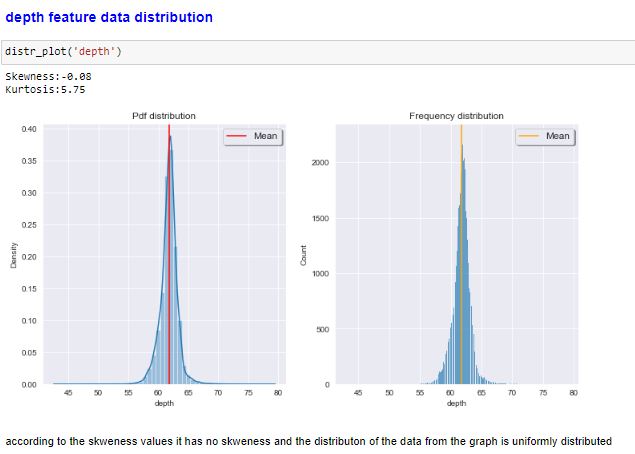 depth feature data distribution
distr_plot('depth')
Skewness:-0.08
Kurtosis:5.75
Pdf distribution
Mean
0.40
0.35
0.30
0.25
0.20
0.15
0.10
0.05
0.00
Density
45 50 55 60 65 70 75 80
depth
Frequency distribution
Mean
2000
1500
1000
500
0
Count
45 50 55 60 65 70 75 80
depth
according to the skweness values it has no skweness and the distributon of the data from the graph is uniformly distributed